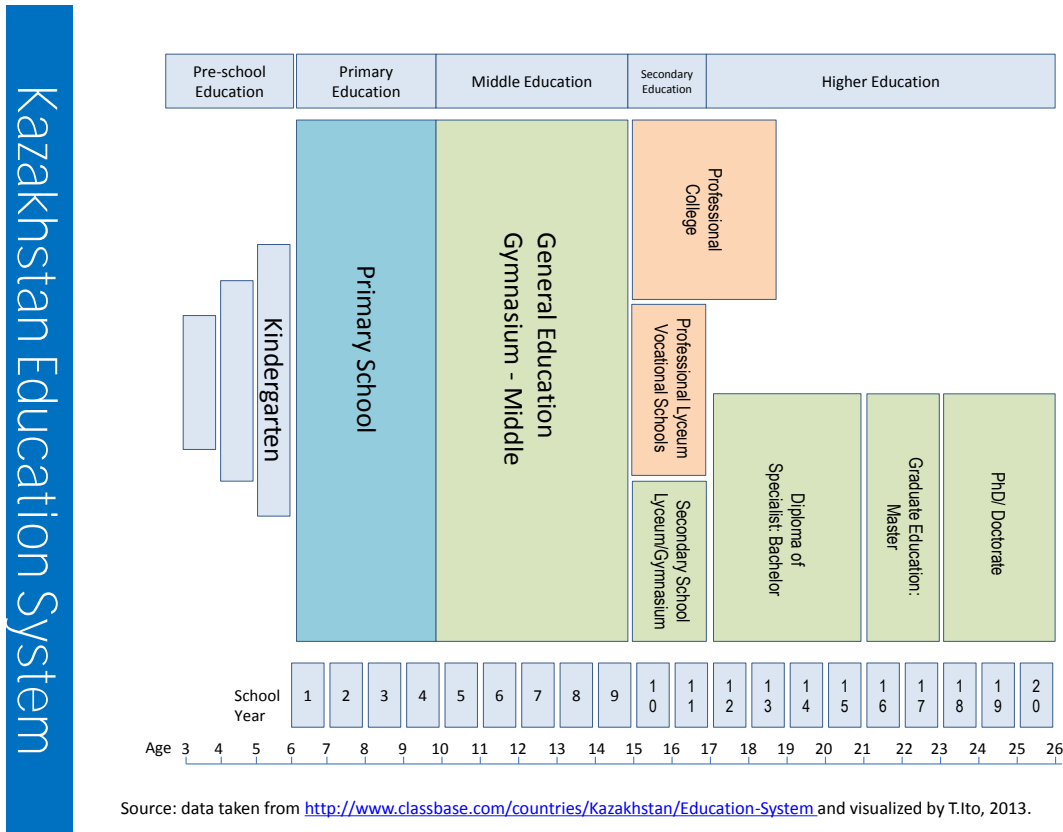 Kazakhstan Education System
Pre-school
Education
Primary
Education
Middle Education
Secondary
Education
Higher Education
Kindergarten
Primary School
General Education
Gymnasium - Middle
Professional
College
Professional Lyceum
Vocational Schools
Secondary School
Lyceum/Gymnasium
Diploma of
Specialist: Bachelor
Graduate Education:
Master
PhD/ Doctorate
School
Year
1 2 3 4 5 6 7 8 9 10 11 12 13 14 15 16 17 18 19 20
Age 3 4 5 6 7 8 9 10 11 12 13 14 15 16 17 18 19 20 21 22 23 24 25 26
Source: data taken from http://www.classbase.com/countries/Kazakhstan/Education-System and visualized by T.Ito, 2013.